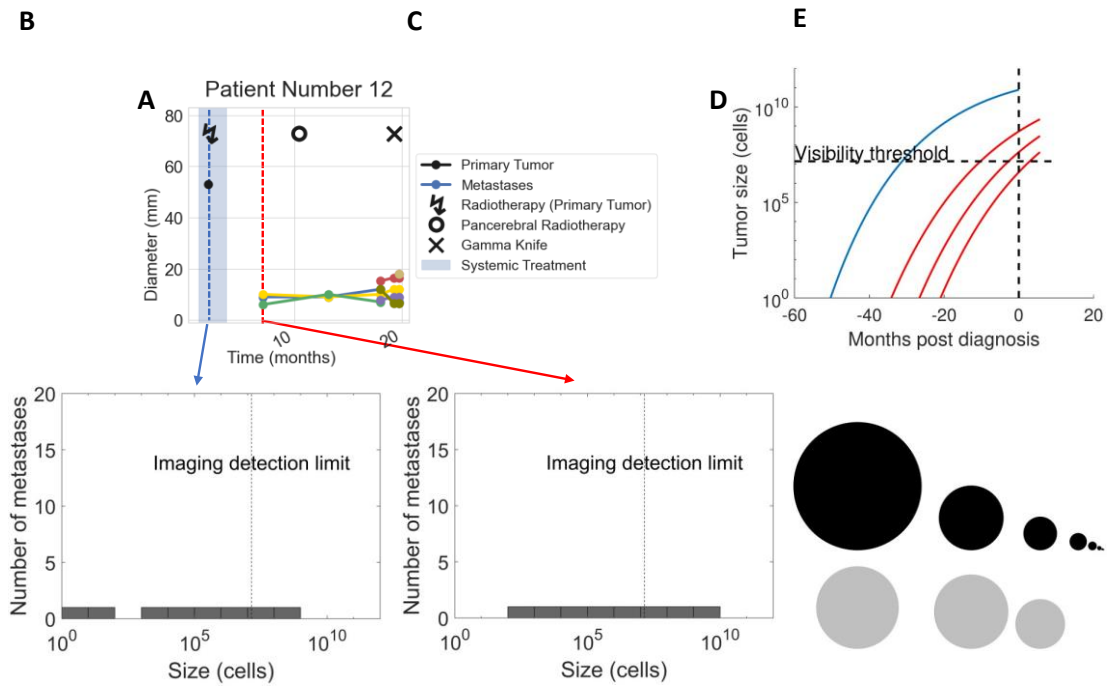 B
C
E
Patient Number 12
A
D
80
60
40
20
0
Diameter (mm)
10
20
Time (months)
Primary Tumor
Metastases
Radiotherapy (Primary Tumor)
Pancerebral Radiotherapy
Gamma Knife
Systemic Treatment
10^10
10^5
10^0
Tumor size (cells)
Visibility threshold
-60
-40
-20
0
Months post diagnosis
20
15
10
5
0
Number of metastases
Imaging detection limit
10^0
10^5
10^10
Size (cells)
20
15
10
5
0
Number of metastases
Imaging detection limit
10^0
10^5
10^10
Size (cells)